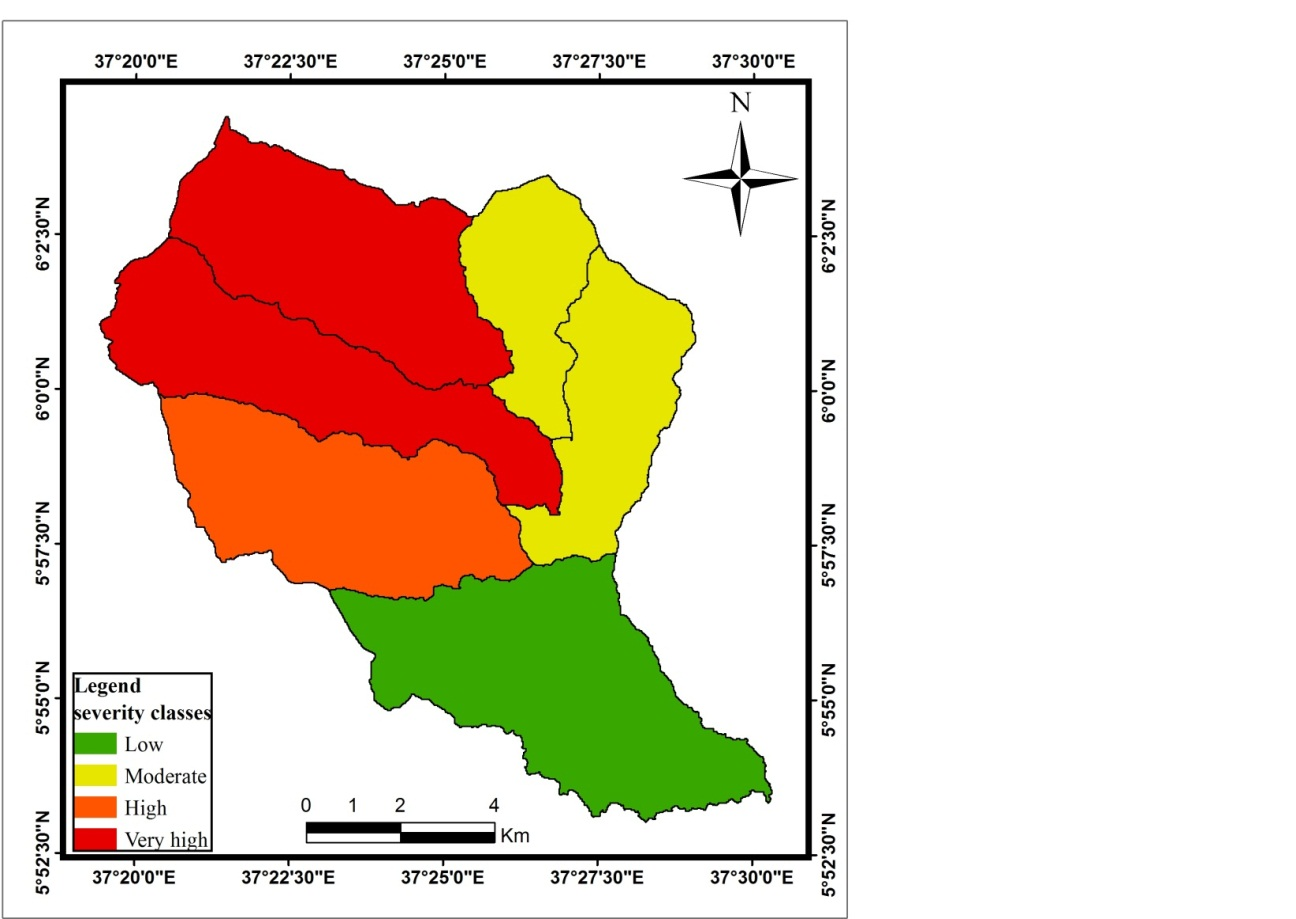 37°20'0"E 37°22'30"E 37°25'0"E 37°27'30"E 37°30'0"E
N
6°2'30"N 6°2'30"N
6°0'0"N 6°0'0"N
5°57'30"N 5°57'30"N
5°55'0"N 5°55'0"N
5°52'30"N 5°52'30"N
Legend
severity classes
Low
Moderate
High
Very high
0 1 2 4
Km
37°20'0"E 37°22'30"E 37°25'0"E 37°27'30"E 37°30'0"E